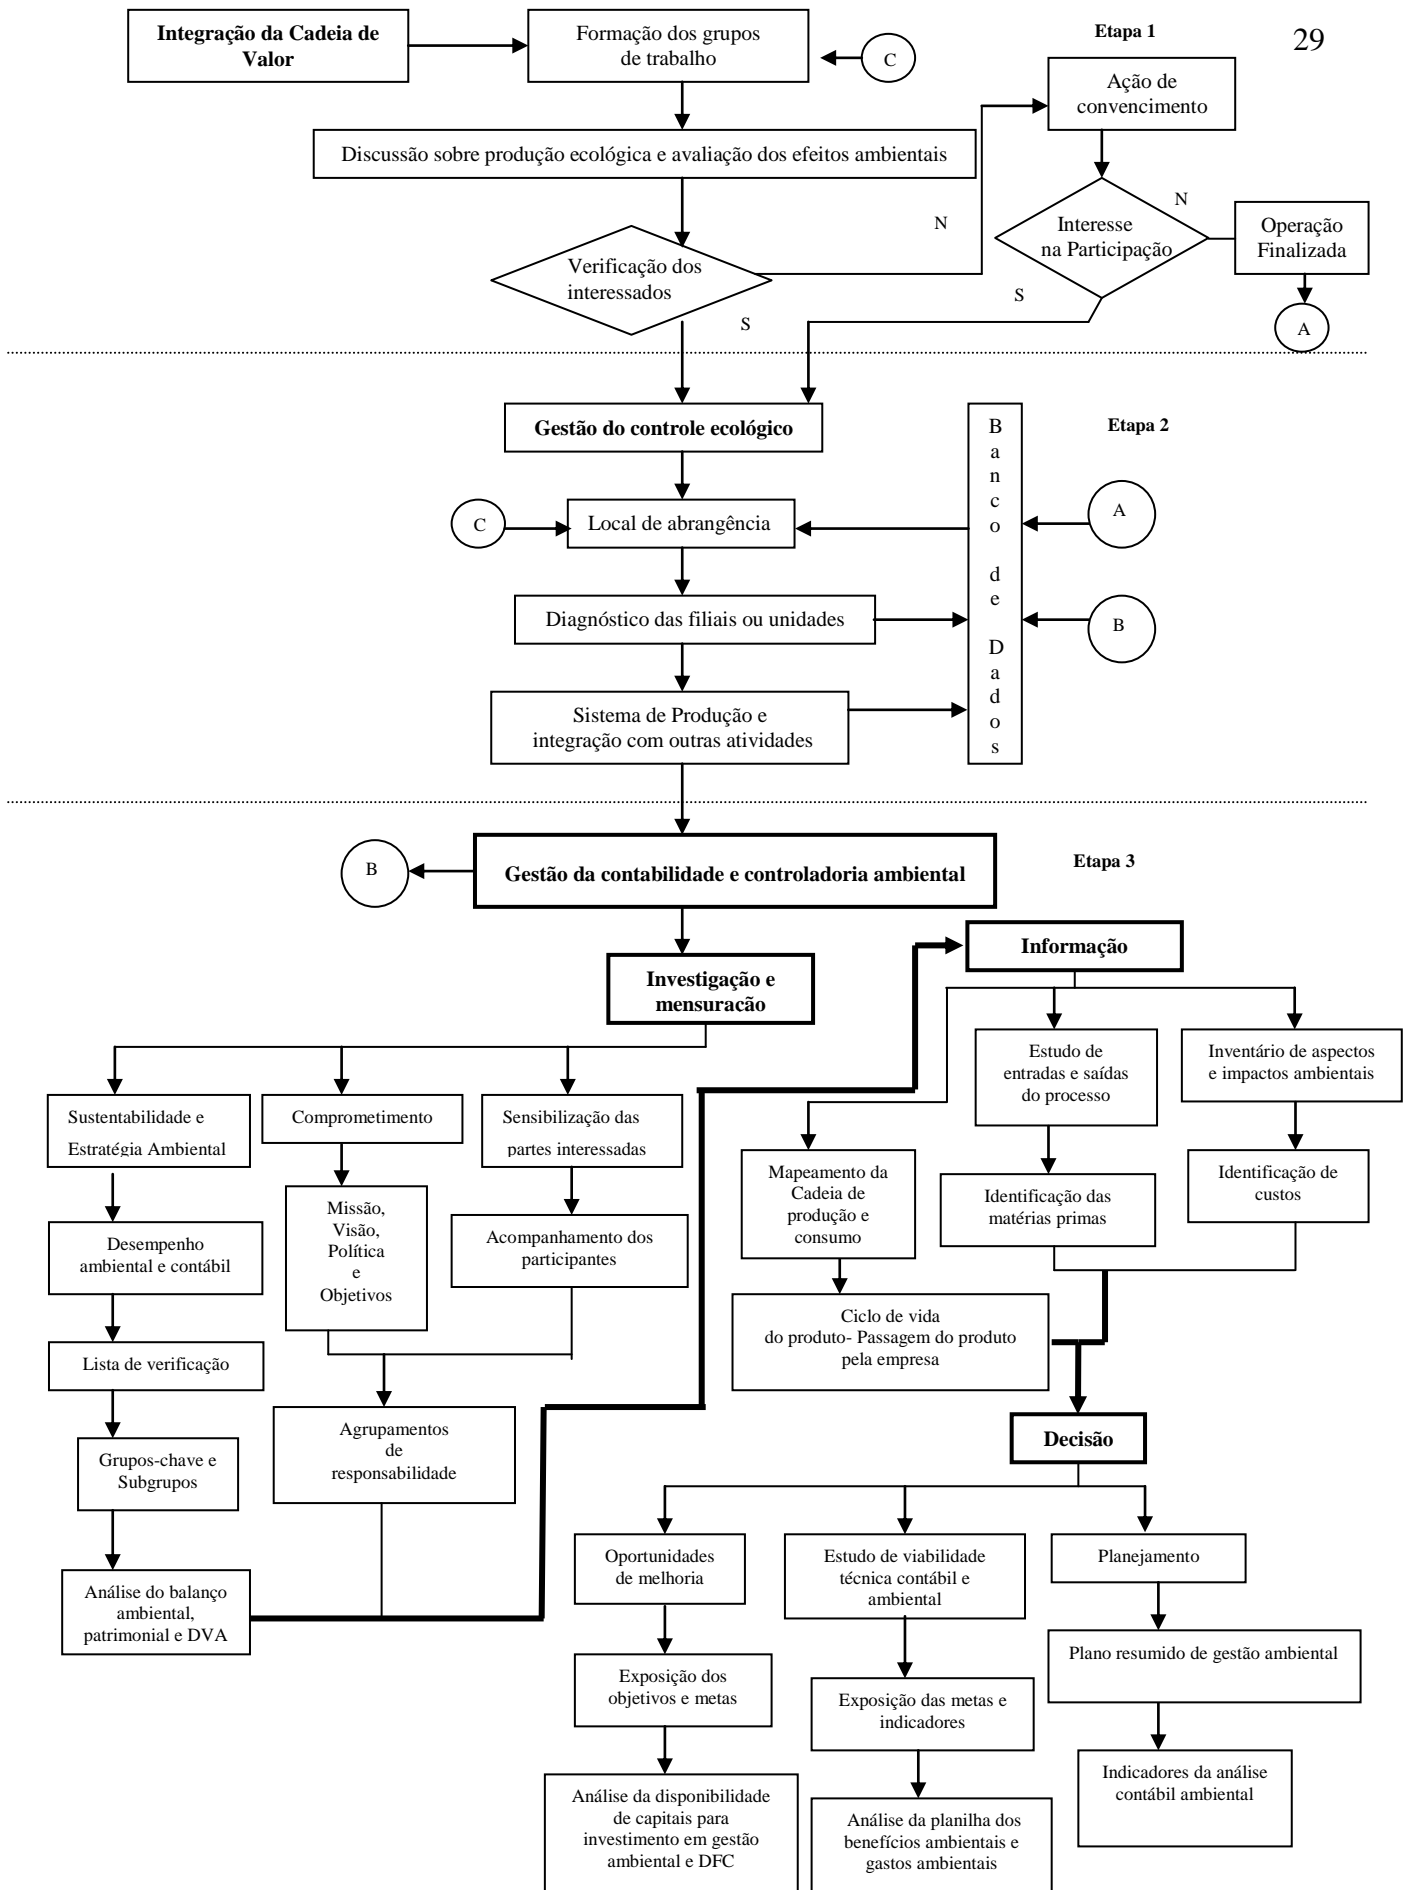 29
Integração da Cadeia de
Valor
Formação dos grupos
de trabalho
C
Etapa 1
Ação de
convencimento
Discussão sobre produção ecológica e avaliação dos efeitos ambientais
N
Interesse
na Participação
N
Operação
Finalizada
Verificação dos
interessados
S
S
A
Gestão do controle ecológico
Etapa 2
Banco de Dados
C
Local de abrangência
A
Diagnóstico das filiais ou unidades
B
Sistema de Produção e
integração com outras atividades
B
Gestão da contabilidade e controladoria ambiental
Etapa 3
Investigação e
mensuração
Informação
Sustentabilidade e
Estratégia Ambiental
Comprometimento
Sensibilização das
partes interessadas
Estudo de
entradas e saídas
do processo
Inventário de aspectos
e impactos ambientais
Mapeamento da
Cadeia de
produção e
consumo
Identificação das
matérias primas
Identificação de
custos
Desempenho
ambiental e contábil
Missão,
Visão,
Política
e
Objetivos
Acompanhamento dos
participantes
Ciclo de vida
do produto- Passagem do produto
pela empresa
Lista de verificação
Agrupamentos
de
responsabilidade
Grupos-chave e
Subgrupos
Análise do balanço
ambiental,
patrimonial e DVA
Decisão
Oportunidades
de melhoria
Estudo de viabilidade
técnica contábil e
ambiental
Planejamento
Exposição dos
objetivos e metas
Exposição das metas e
indicadores
Plano resumido de gestão ambiental
Análise da disponibilidade
de capitais para
investimento em gestão
ambiental e DFC
Análise da planilha dos
benefícios ambientais e
gastos ambientais
Indicadores da análise
contábil ambiental